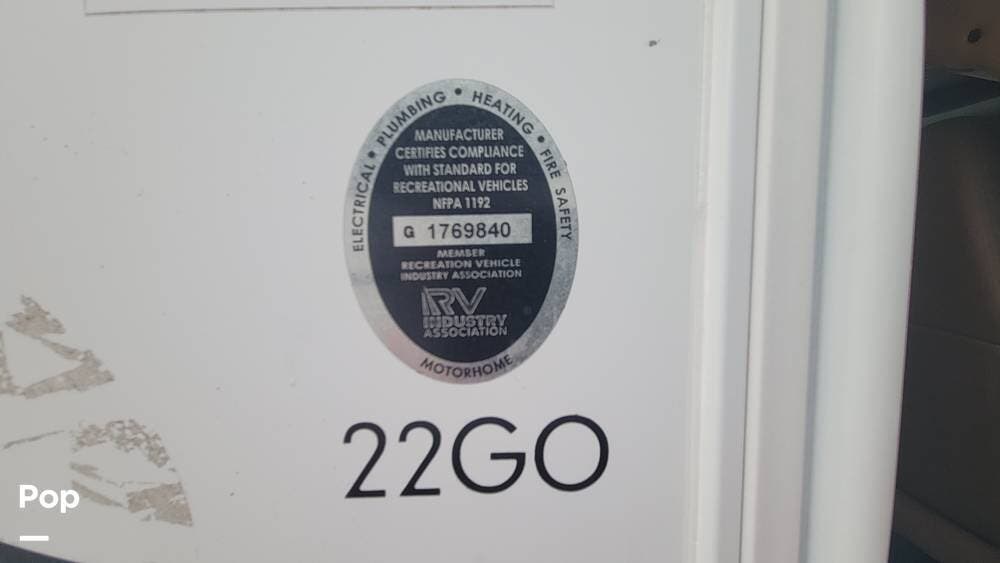 ELECTRICAL • PLUMBING • HEATING • FIRE SAFETY
MANUFACTURER
CERTIFIES COMPLIANCE
WITH STANDARD FOR
RECREATIONAL VEHICLES
NFPA 1192
G 1769840
MEMBER
RECREATION VEHICLE
INDUSTRY ASSOCIATION
RV
INDUSTRY
ASSOCIATION
MOTORHOME
22GO
Pop